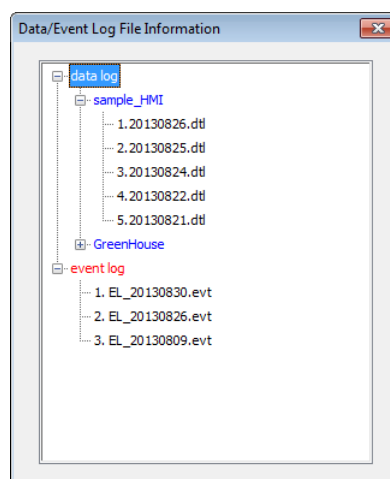 Data/Event Log File Information
data log
sample_HMI
1.20130826.dtl
2.20130825.dtl
3.20130824.dtl
4.20130822.dtl
5.20130821.dtl
GreenHouse
event log
1. EL_20130830.evt
2. EL_20130826.evt
3. EL_20130809.evt